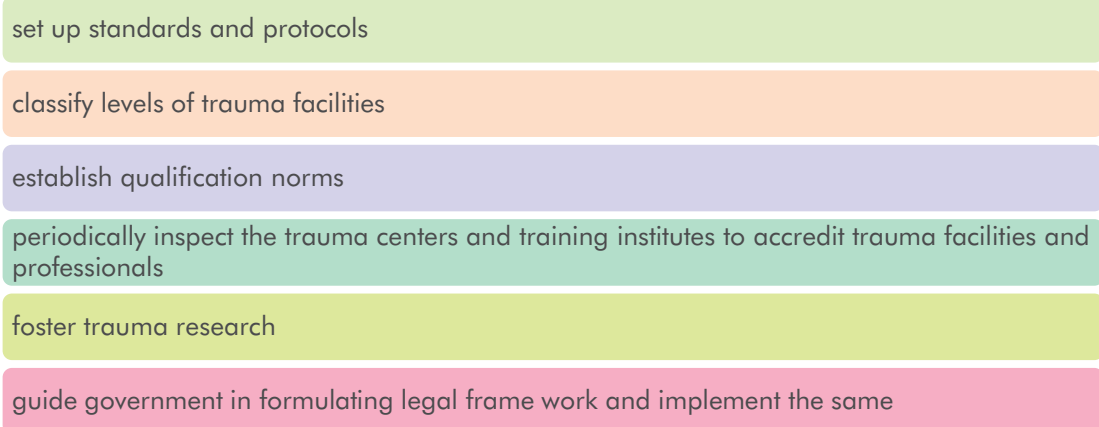 set up standards and protocols
classify levels of trauma facilities
establish qualification norms
periodically inspect the trauma centers and training institutes to accredit trauma facilities and
professionals
foster trauma research
guide government in formulating legal frame work and implement the same